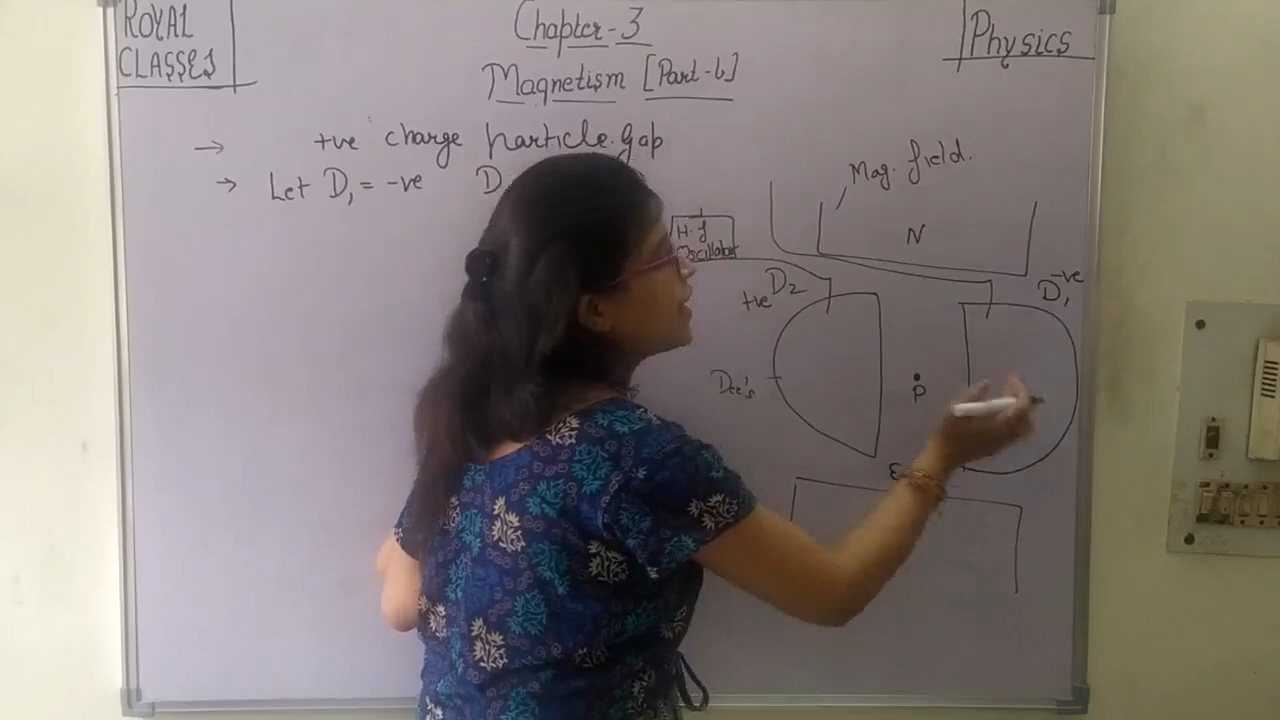 ROYAL
CLASSES
Chapter-3
Magnetism [Part-6]
Physics
→ +ve charge particle. Gap
→ Let D₁ = -ve D
Mag. field.
H.f
Oscillator
N
+ve D₂
D₁ -ve
Dee's
P